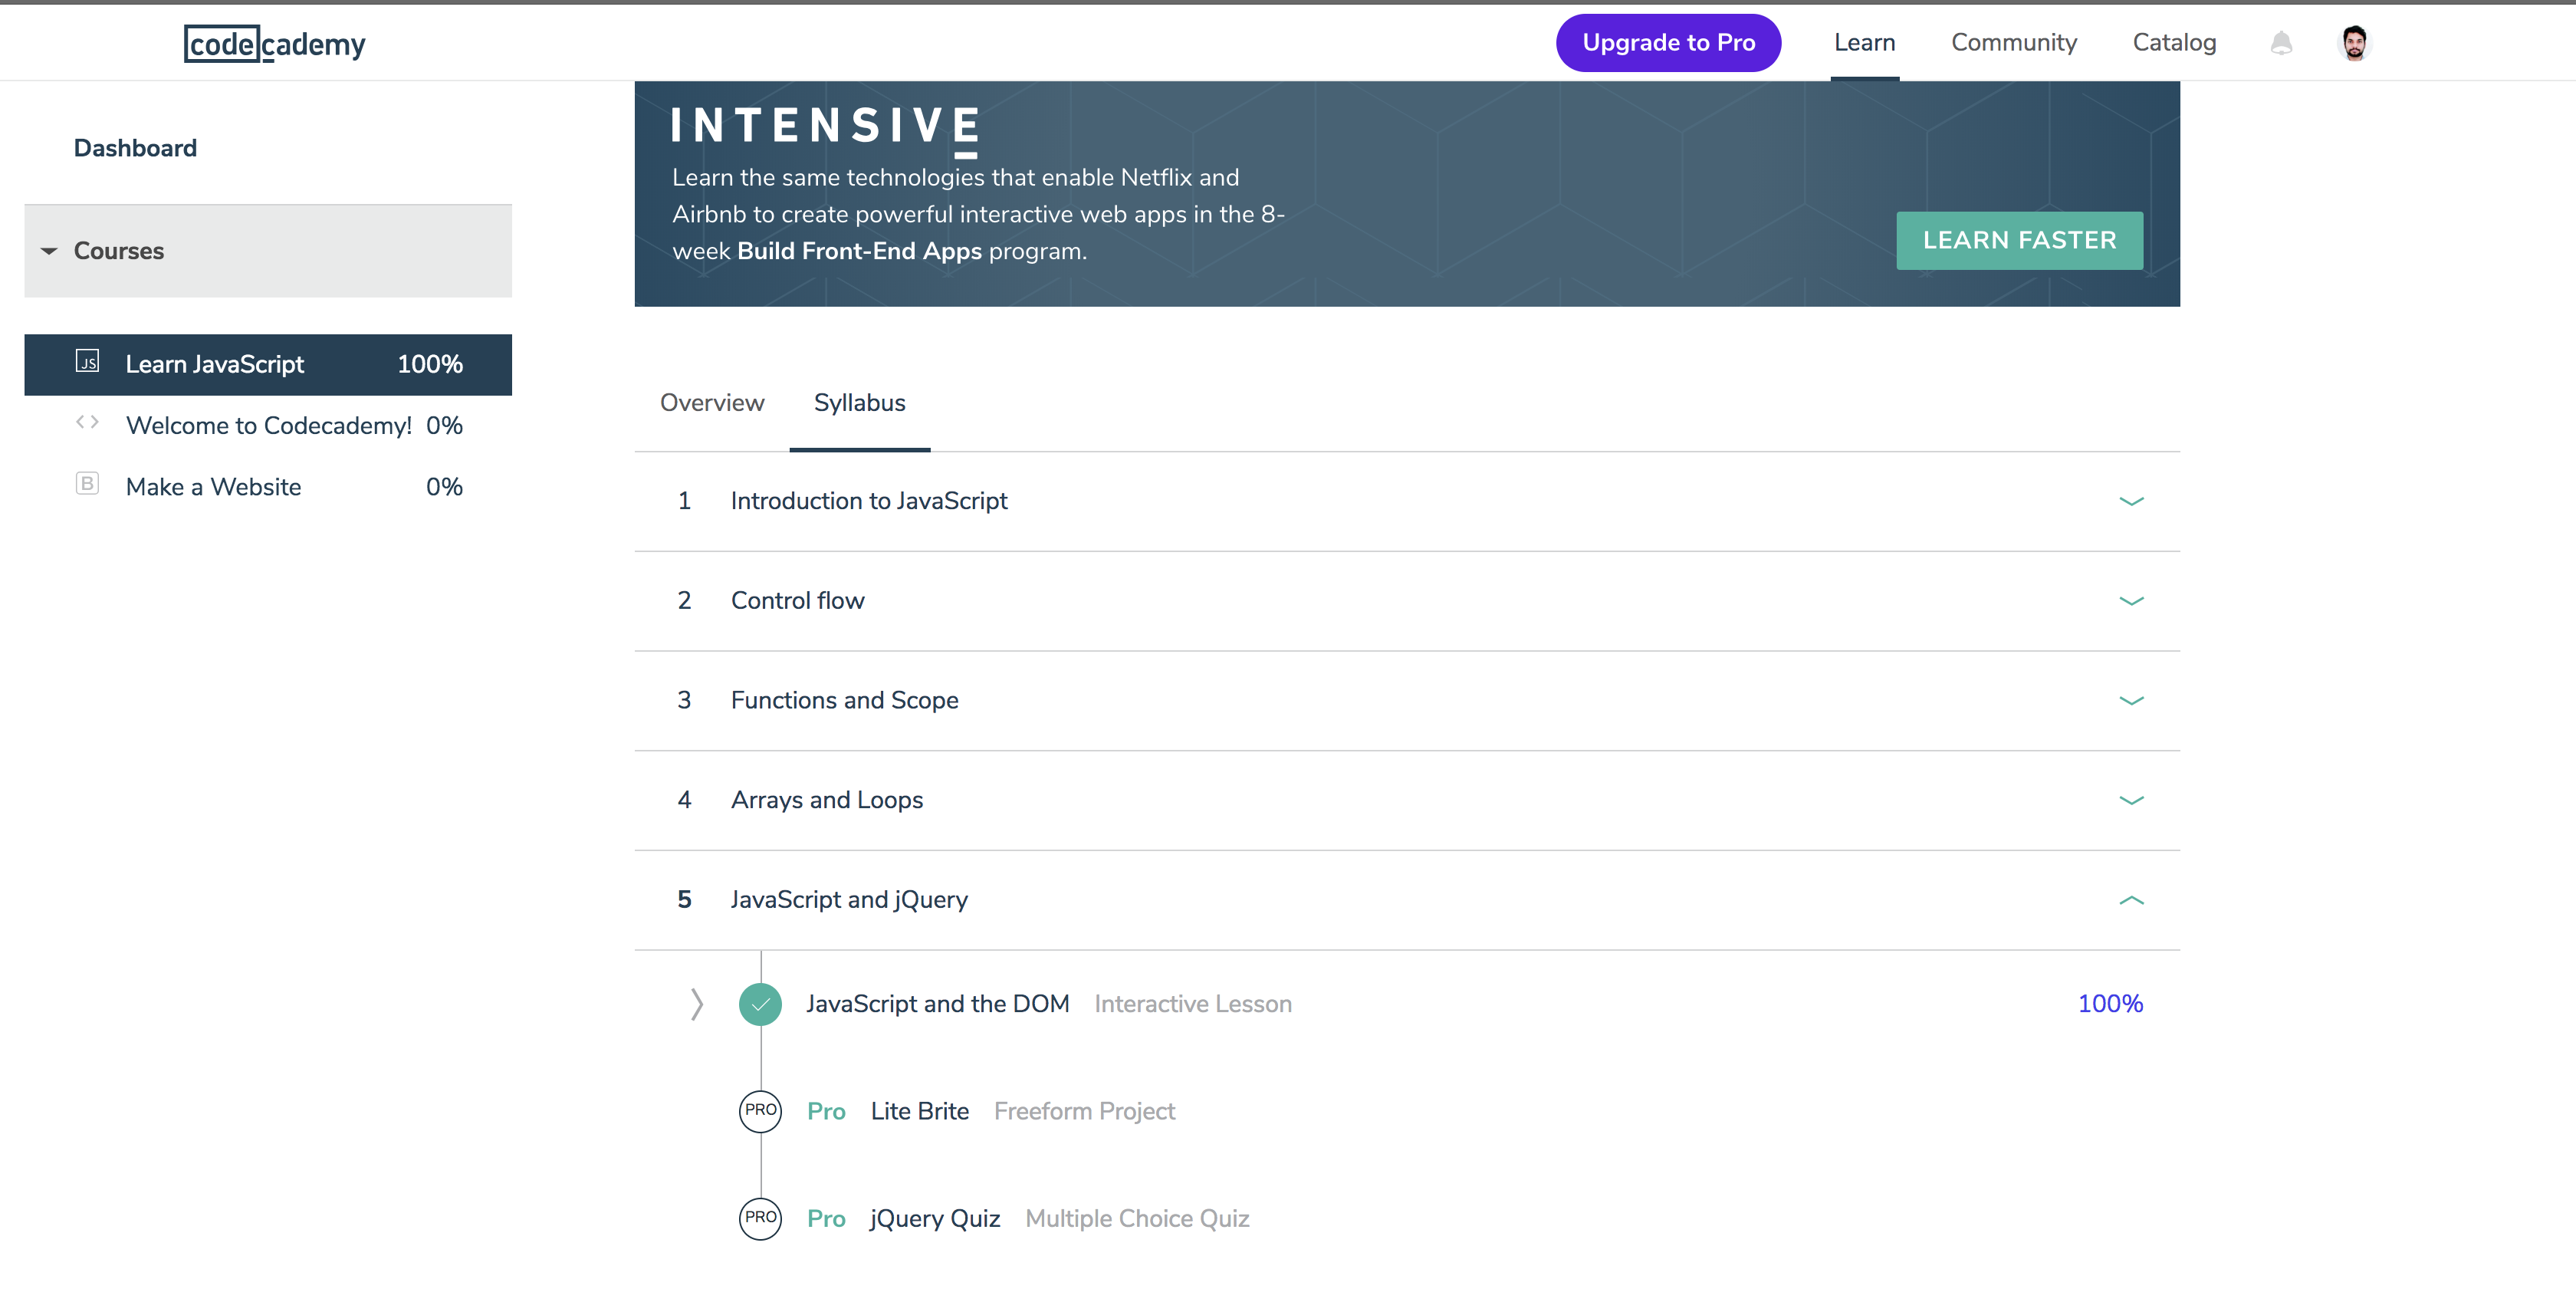 codecademy
Upgrade to Pro
Learn
Community
Catalog
Dashboard
Courses
JS Learn JavaScript 100%
Welcome to Codecademy! 0%
B Make a Website 0%
INTENSIVE
Learn the same technologies that enable Netflix and
Airbnb to create powerful interactive web apps in the 8-
week Build Front-End Apps program.
LEARN FASTER
Overview Syllabus
1 Introduction to JavaScript
2 Control flow
3 Functions and Scope
4 Arrays and Loops
5 JavaScript and jQuery
JavaScript and the DOM Interactive Lesson 100%
PRO Pro Lite Brite Freeform Project
PRO Pro jQuery Quiz Multiple Choice Quiz